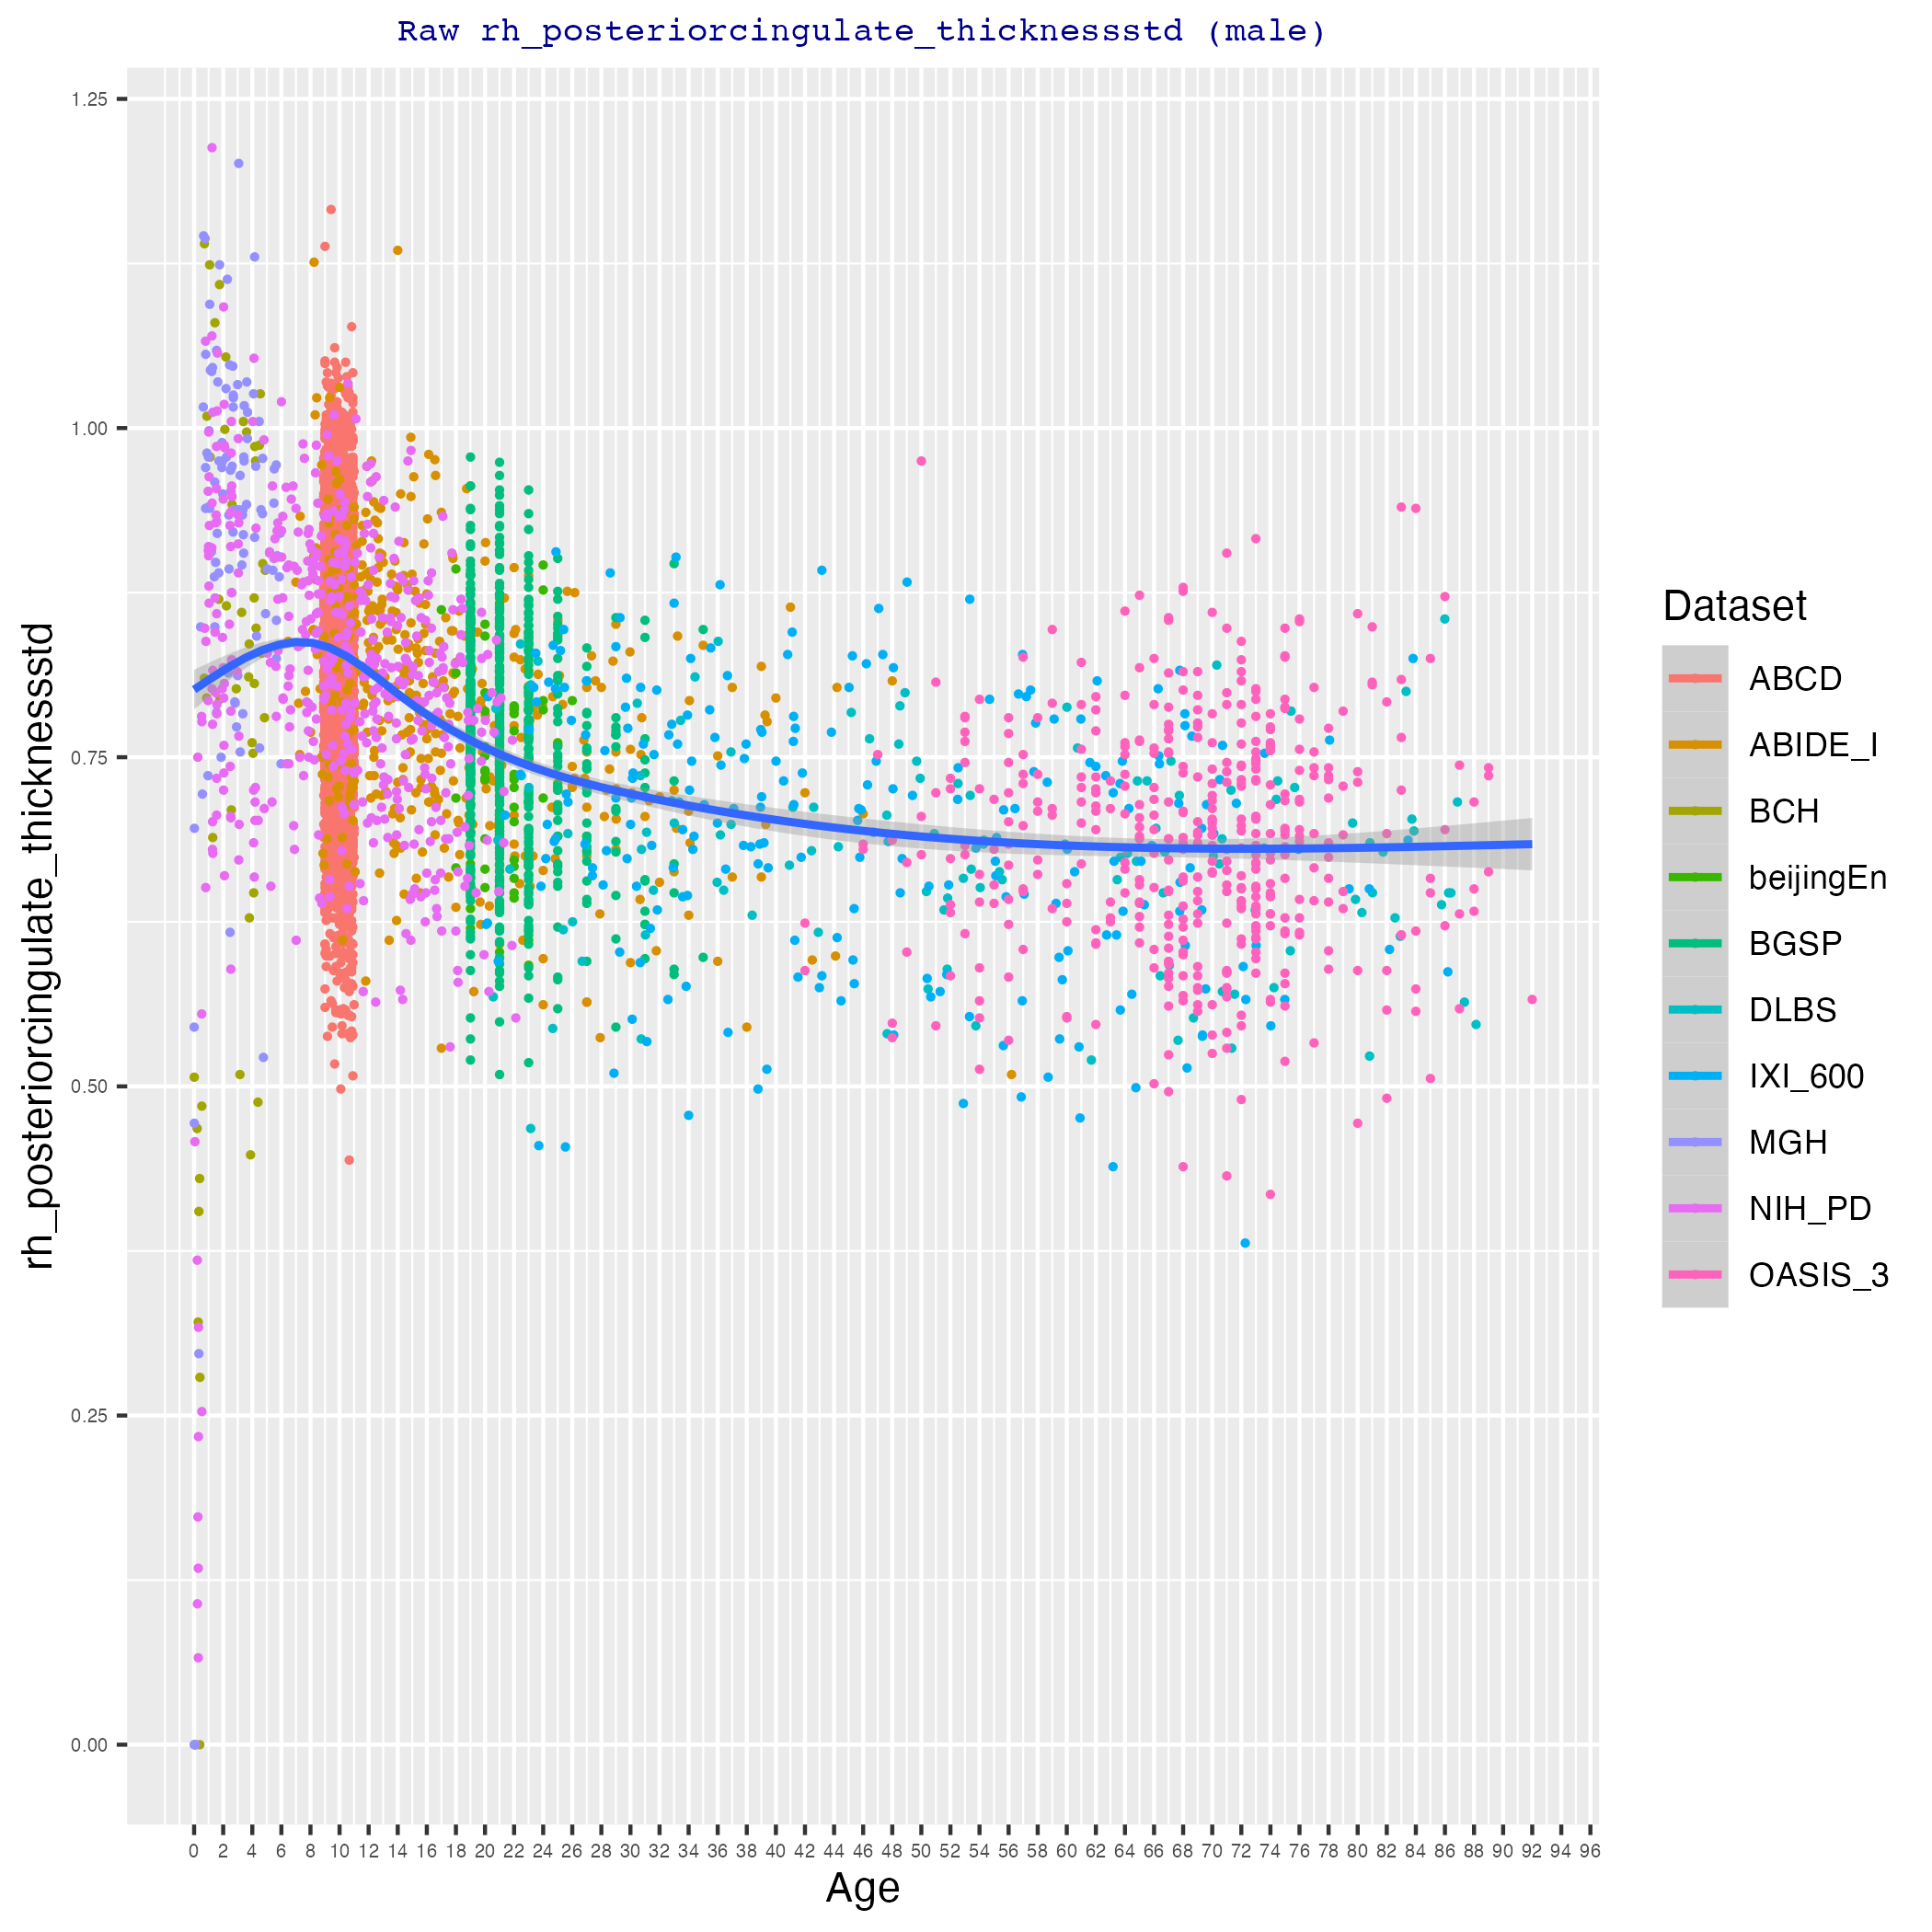 Raw rh_posteriorcingulate_thicknessstd (male)
rh_posteriorcingulate_thicknessstd
1.25
1.00
0.75
0.50
0.25
0.00
0 2 4 6 8 10 12 14 16 18 20 22 24 26 28 30 32 34 36 38 40 42 44 46 48 50 52 54 56 58 60 62 64 66 68 70 72 74 76 78 80 82 84 86 88 90 92 94 96
Age
Dataset
ABCD
ABIDE_I
BCH
beijingEn
BGSP
DLBS
IXI_600
MGH
NIH_PD
OASIS_3